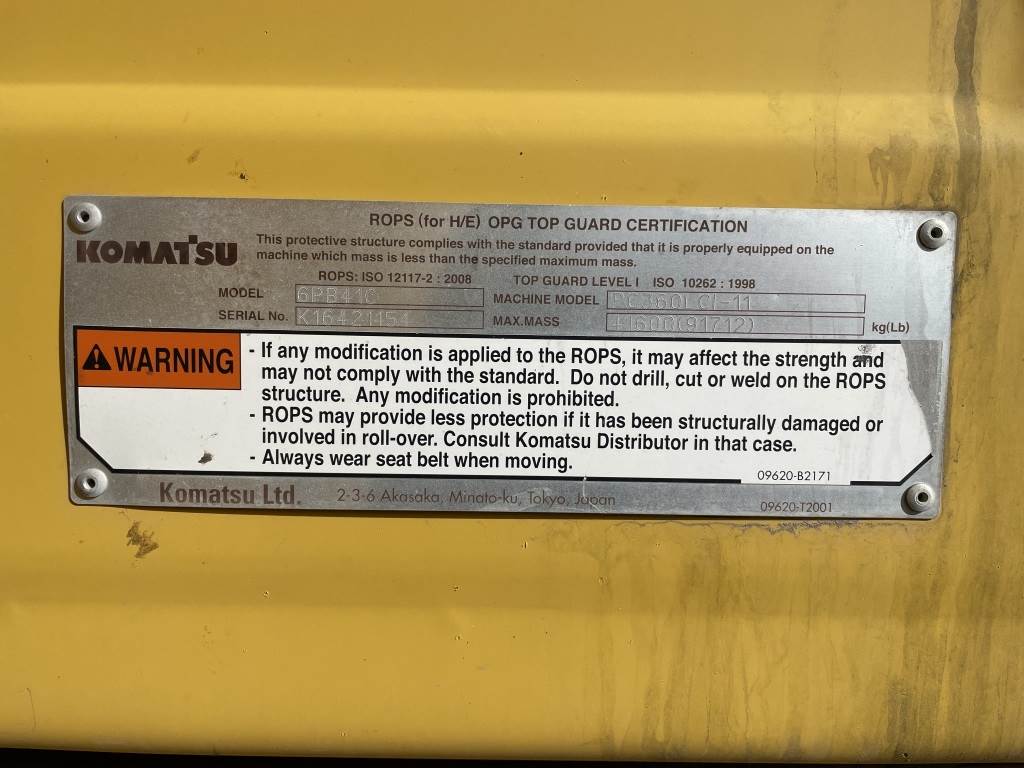 ROPS (for H/E) OPG TOP GUARD CERTIFICATION
KOMATSU
This protective structure complies with the standard provided that it is properly equipped on the
machine which mass is less than the specified maximum mass.
ROPS: ISO 12117-2 : 2008 TOP GUARD LEVEL I ISO 10262 : 1998
MODEL 6PB41C MACHINE MODEL PC360LCI-11
SERIAL No. K16421154 MAX.MASS 41600(91712) kg(Lb)
WARNING
- If any modification is applied to the ROPS, it may affect the strength and
may not comply with the standard. Do not drill, cut or weld on the ROPS
structure. Any modification is prohibited.
- ROPS may provide less protection if it has been structurally damaged or
involved in roll-over. Consult Komatsu Distributor in that case.
- Always wear seat belt when moving.
09620-B2171
Komatsu Ltd. 2-3-6 Akasaka, Minato-ku, Tokyo, Japan
09620-T2001